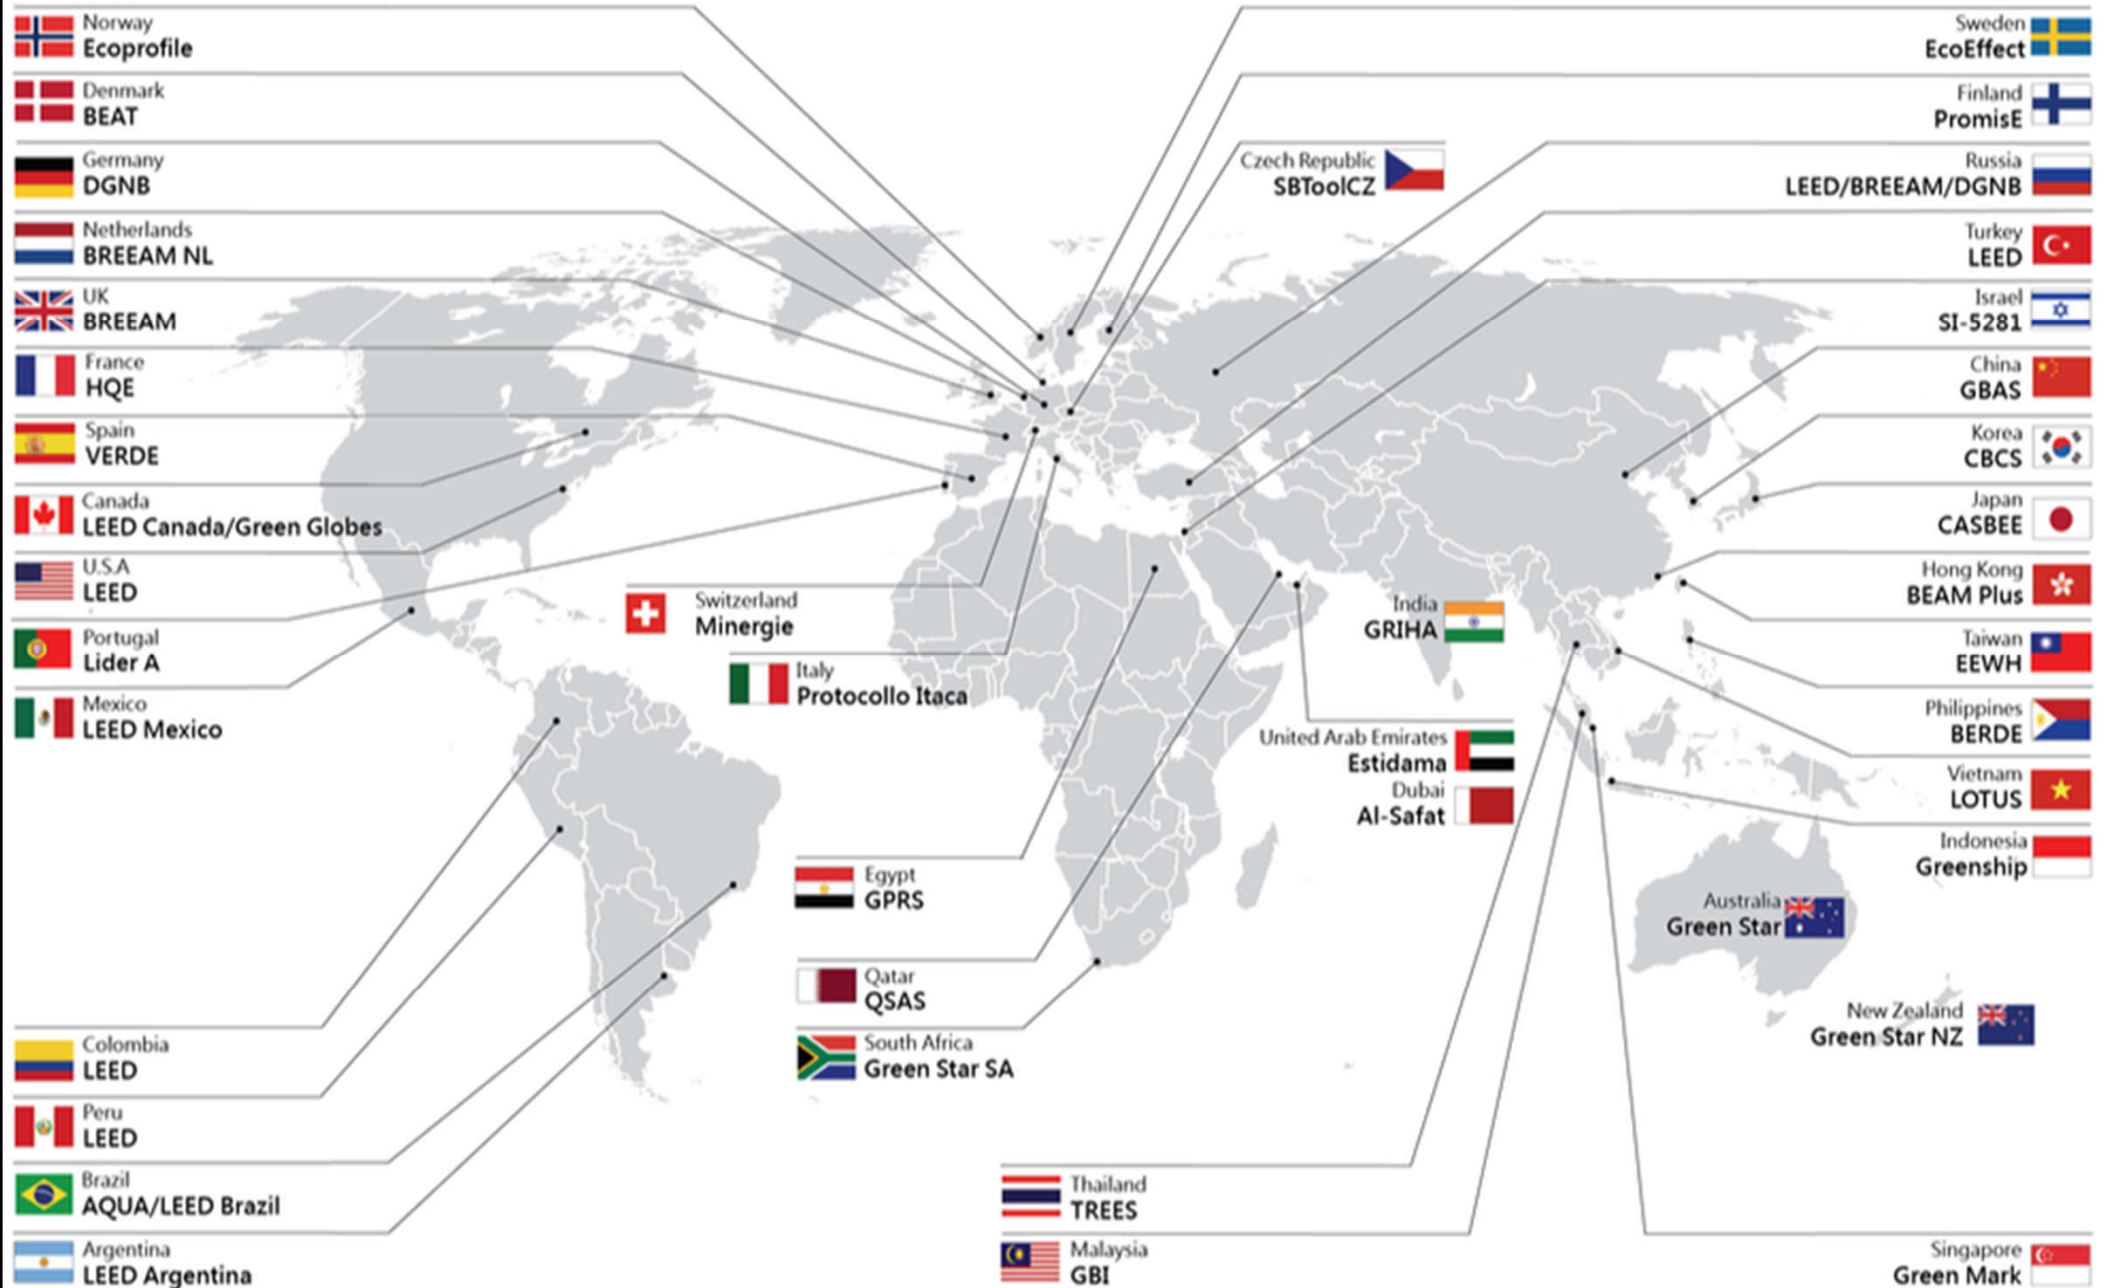 Norway
Ecoprofile
Denmark
BEAT
Germany
DGNB
Netherlands
BREEAM NL
UK
BREEAM
France
HQE
Spain
VERDE
Canada
LEED Canada/Green Globes
U.S.A
LEED
Portugal
Lider A
Mexico
LEED Mexico
Colombia
LEED
Peru
LEED
Brazil
AQUA/LEED Brazil
Argentina
LEED Argentina
Switzerland
Minergie
Italy
Protocollo Itaca
Egypt
GPRS
Qatar
QSAS
South Africa
Green Star SA
Thailand
TREES
Malaysia
GBI
Czech Republic
SBToolCZ
India
GRIHA
United Arab Emirates
Estidama
Dubai
Al-Safat
Sweden
EcoEffect
Finland
PromisE
Russia
LEED/BREEAM/DGNB
Turkey
LEED
Israel
SI-5281
China
GBAS
Korea
CBCS
Japan
CASBEE
Hong Kong
BEAM Plus
Taiwan
EEWH
Philippines
BERDE
Vietnam
LOTUS
Indonesia
Greenship
Australia
Green Star
New Zealand
Green Star NZ
Singapore
Green Mark